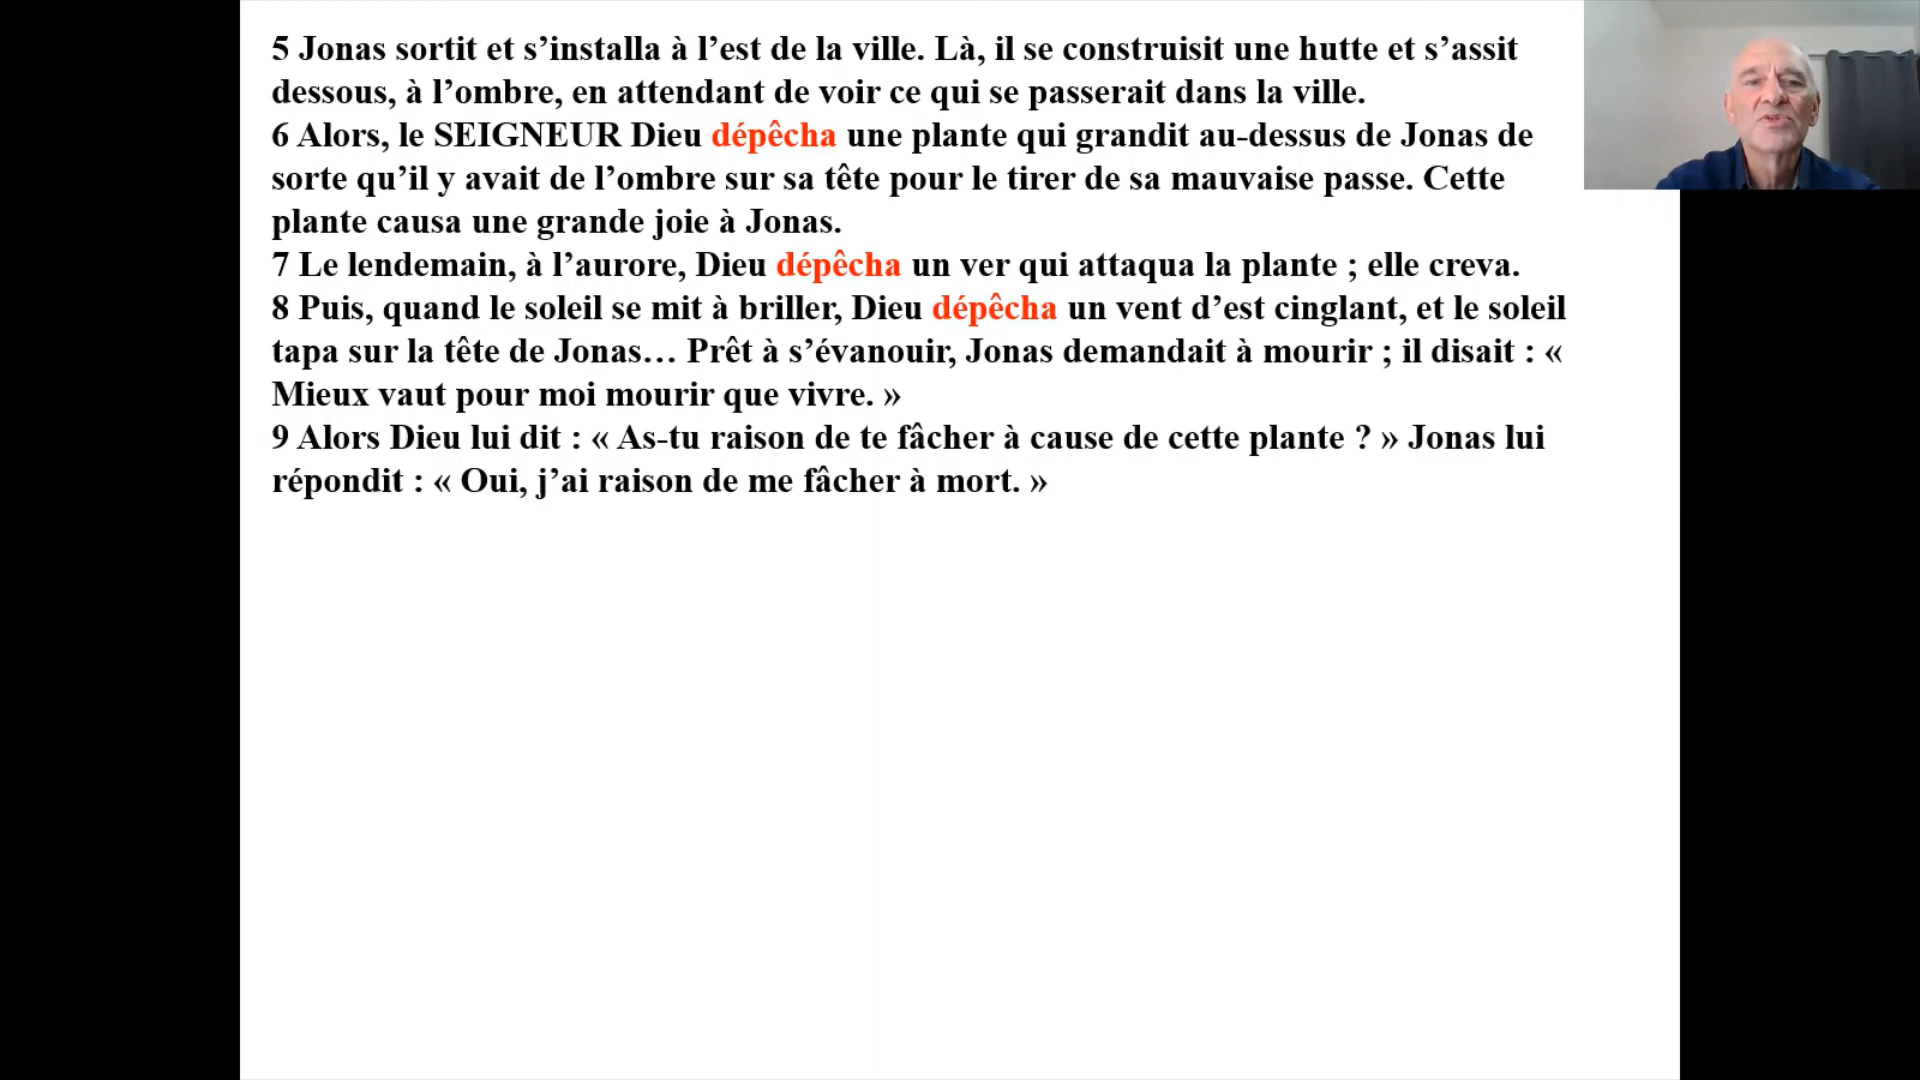 5 Jonas sortit et s’installa à l’est de la ville. Là, il se construisit une hutte et s’assit
dessous, à l’ombre, en attendant de voir ce qui se passerait dans la ville.
6 Alors, le SEIGNEUR Dieu dépêcha une plante qui grandit au-dessus de Jonas de
sorte qu’il y avait de l’ombre sur sa tête pour le tirer de sa mauvaise passe. Cette
plante causa une grande joie à Jonas.
7 Le lendemain, à l’aurore, Dieu dépêcha un ver qui attaqua la plante ; elle creva.
8 Puis, quand le soleil se mit à briller, Dieu dépêcha un vent d’est cinglant, et le soleil
tapa sur la tête de Jonas… Prêt à s’évanouir, Jonas demandait à mourir ; il disait : «
Mieux vaut pour moi mourir que vivre. »
9 Alors Dieu lui dit : « As-tu raison de te fâcher à cause de cette plante ? » Jonas lui
répondit : « Oui, j’ai raison de me fâcher à mort. »